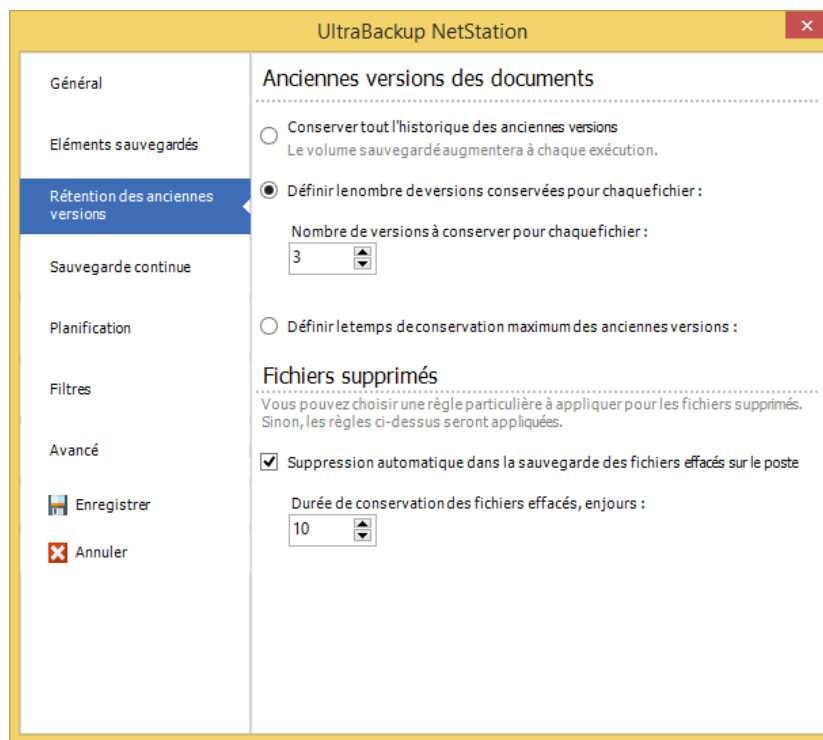 UltraBackup NetStation
Général
Eléments sauvegardés
Rétention des anciennes
versions
Sauvegarde continue
Planification
Filtres
Avancé
Enregistrer
Annuler
Anciennes versions des documents
Conserver tout l'historique des anciennes versions
Le volume sauvegardé augmentera à chaque exécution.
Définir le nombre de versions conservées pour chaque fichier :
Nombre de versions à conserver pour chaque fichier :
3
Définir le temps de conservation maximum des anciennes versions :
Fichiers supprimés
Vous pouvez choisir une règle particulière à appliquer pour les fichiers supprimés.
Sinon, les règles ci-dessus seront appliquées.
Suppression automatique dans la sauvegarde des fichiers effacés sur le poste
Durée de conservation des fichiers effacés, en jours :
10